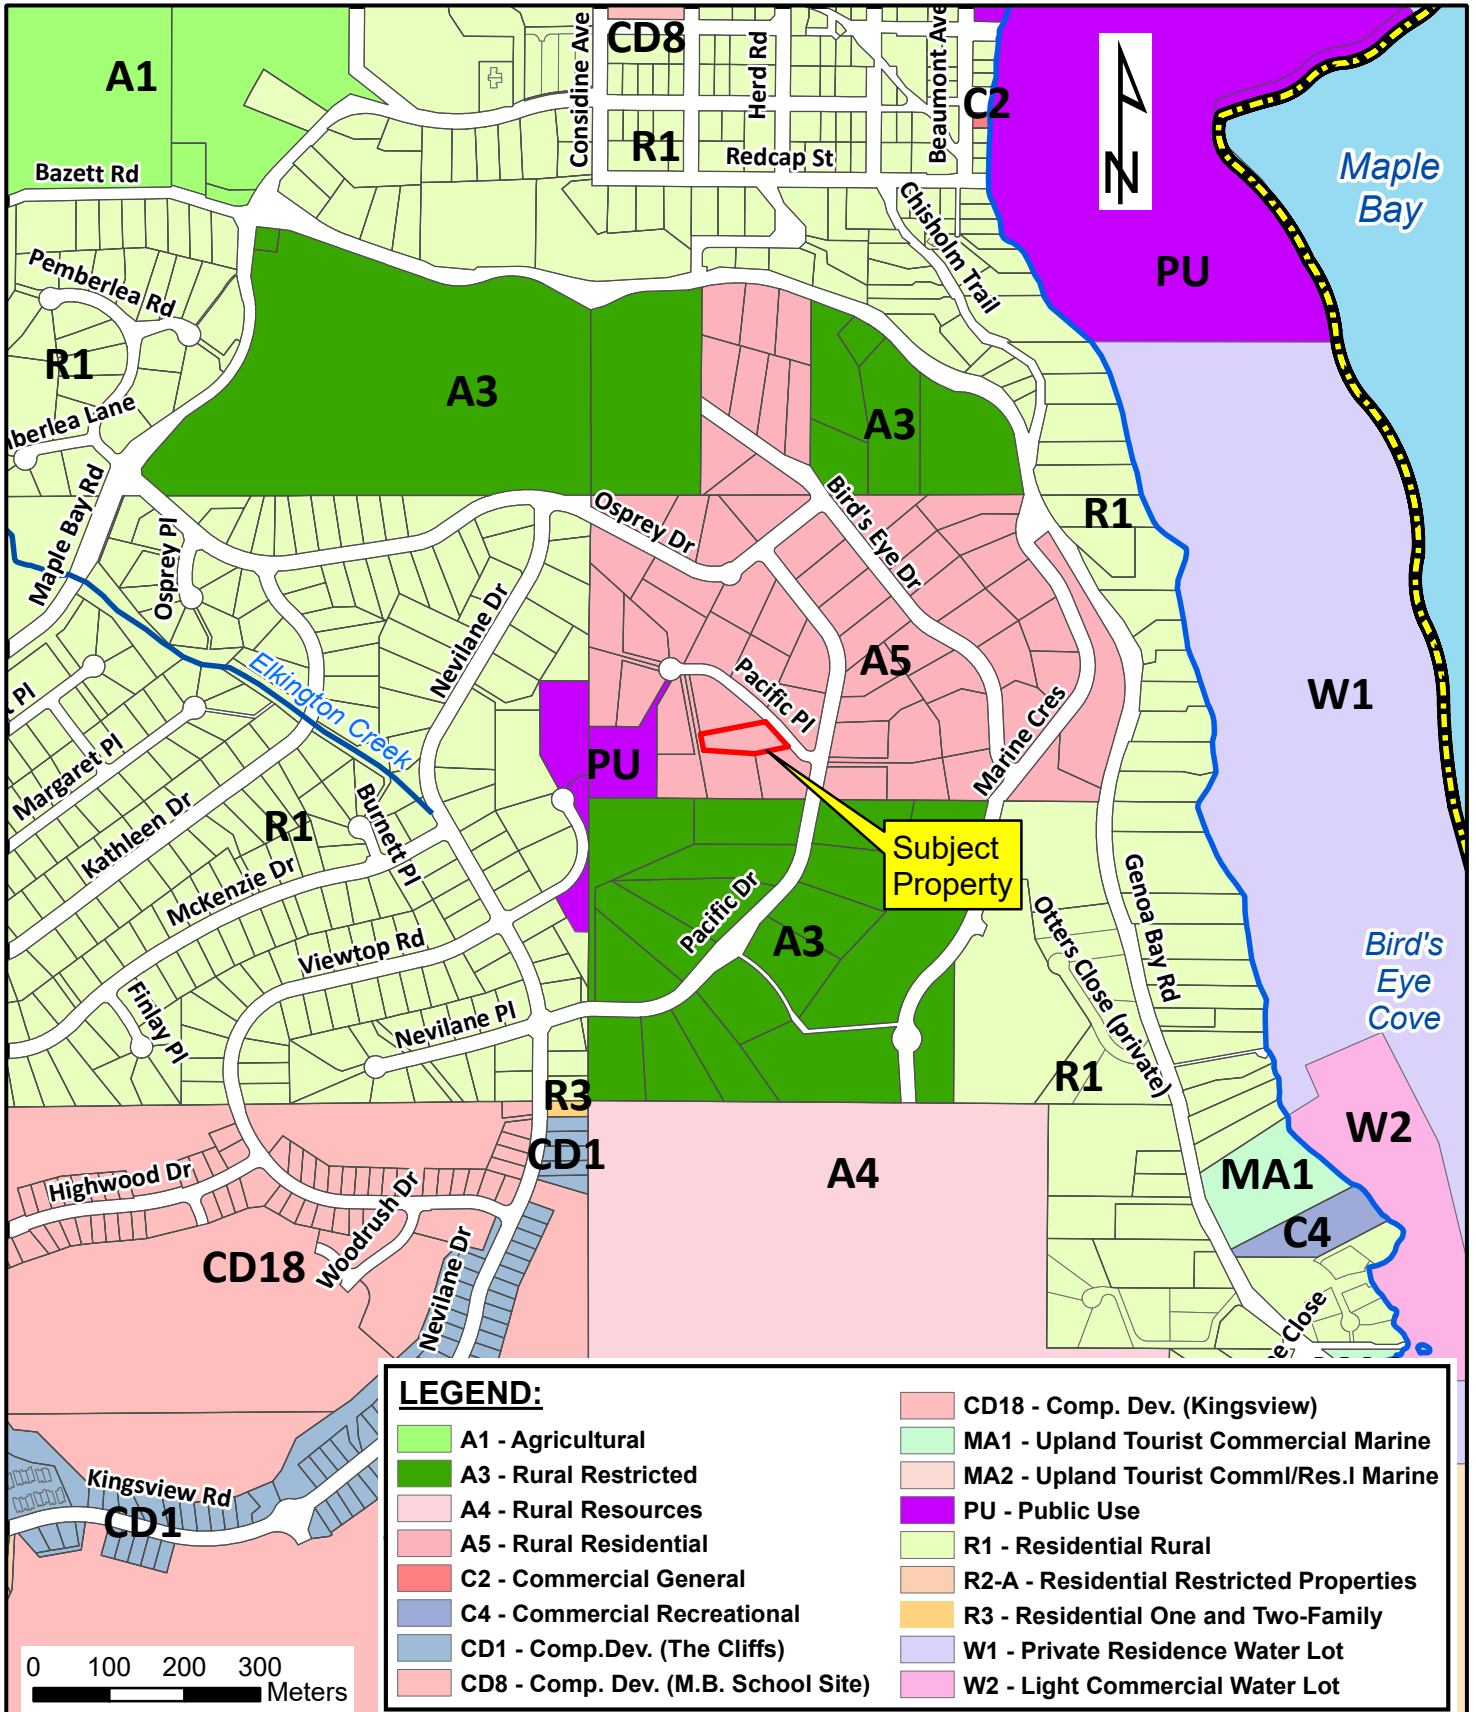 A1
CD8
Considine Ave
Herd Rd
Beaumont Ave
C2
N
Maple
Bay
R1
Redcap St
Bazett Rd
Chisholm Trail
PU
Pemberlea Rd
R1
A3
A3
Maple Bay Rd
Osprey Pl
Osprey Dr
Bird's Eye Dr
R1
Nevilane Dr
Elkington Creek
Pacific Pl
A5
W1
Margaret Pl
PU
Marine Cres
Kathleen Dr
R1
Burnett Pl
McKenzie Dr
Subject
Property
Genoa Bay Rd
Pacific Dr
A3
Otters Close (private)
Viewtop Rd
Bird's
Eye
Cove
Finlay Pl
Nevilane Pl
R3
R1
W2
CD1
A4
MA1
Highwood Dr
C4
Woodrush Dr
CD18
Nevilane Dr
Close
Kingsview Rd
CD1
LEGEND:
A1 - Agricultural
A3 - Rural Restricted
A4 - Rural Resources
A5 - Rural Residential
C2 - Commercial General
C4 - Commercial Recreational
CD1 - Comp.Dev. (The Cliffs)
CD8 - Comp. Dev. (M.B. School Site)
CD18 - Comp. Dev. (Kingsview)
MA1 - Upland Tourist Commercial Marine
MA2 - Upland Tourist Comml/Res.l Marine
PU - Public Use
R1 - Residential Rural
R2-A - Residential Restricted Properties
R3 - Residential One and Two-Family
W1 - Private Residence Water Lot
W2 - Light Commercial Water Lot
0 100 200 300
Meters